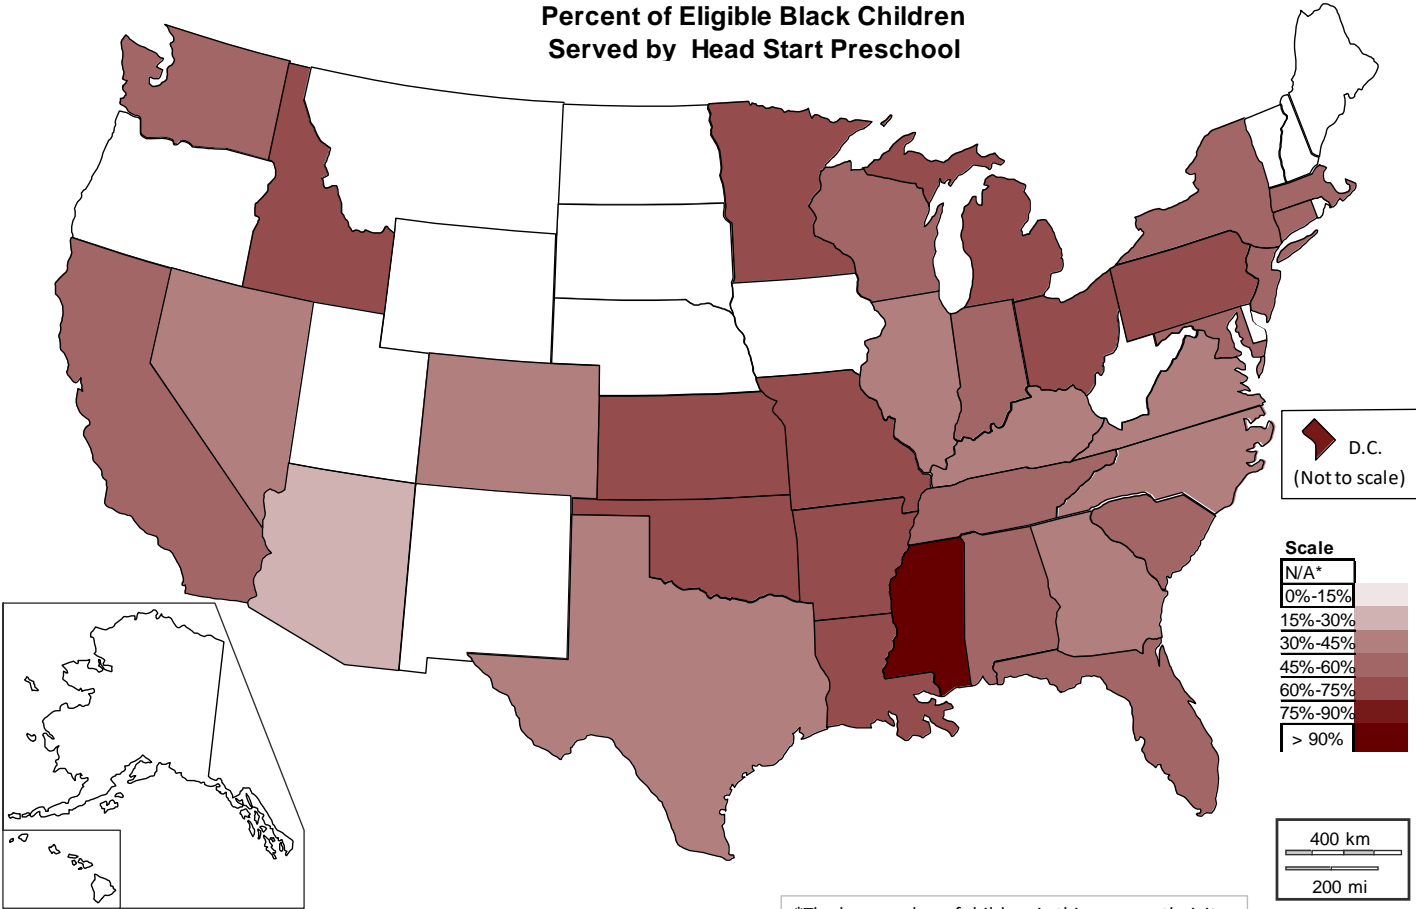 Percent of Eligible Black Children
Served by Head Start Preschool
D.C.
(Not to scale)
Scale
N/A*
0%-15%
15%-30%
30%-45%
45%-60%
60%-75%
75%-90%
> 90%
400 km
200 mi